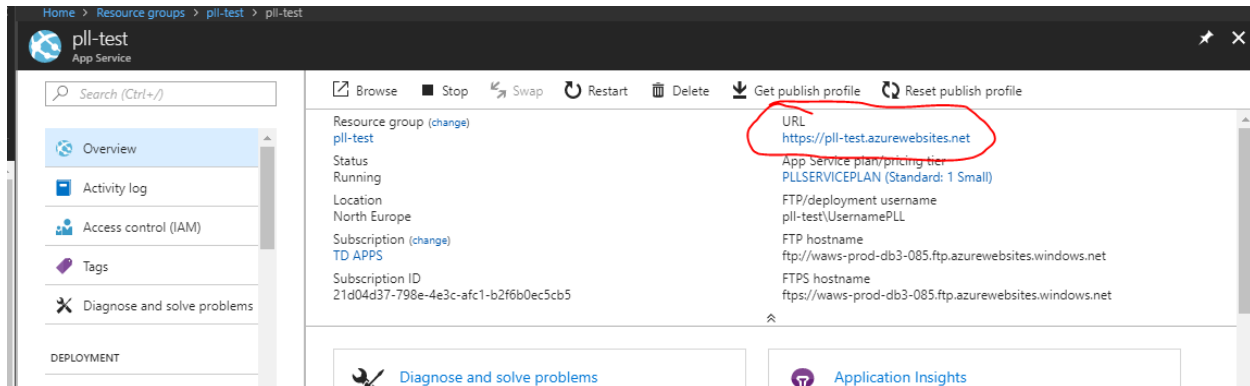 Home > Resource groups > pll-test > pll-test
pll-test
App Service
Search (Ctrl+/)
Overview
Activity log
Access control (IAM)
Tags
Diagnose and solve problems
DEPLOYMENT
Browse Stop Swap Restart Delete Get publish profile Reset publish profile
Resource group (change)
pll-test
Status
Running
Location
North Europe
Subscription (change)
TD APPS
Subscription ID
21d04d37-798e-4e3c-afc1-b2f6b0ec5cb5
URL
https://pll-test.azurewebsites.net
App Service plan/pricing tier
PLLSERVICEPLAN (Standard: 1 Small)
FTP/deployment username
pll-test\UsernamePLL
FTP hostname
ftp://waws-prod-db3-085.ftp.azurewebsites.windows.net
FTPS hostname
ftps://waws-prod-db3-085.ftp.azurewebsites.windows.net
Diagnose and solve problems
Application Insights